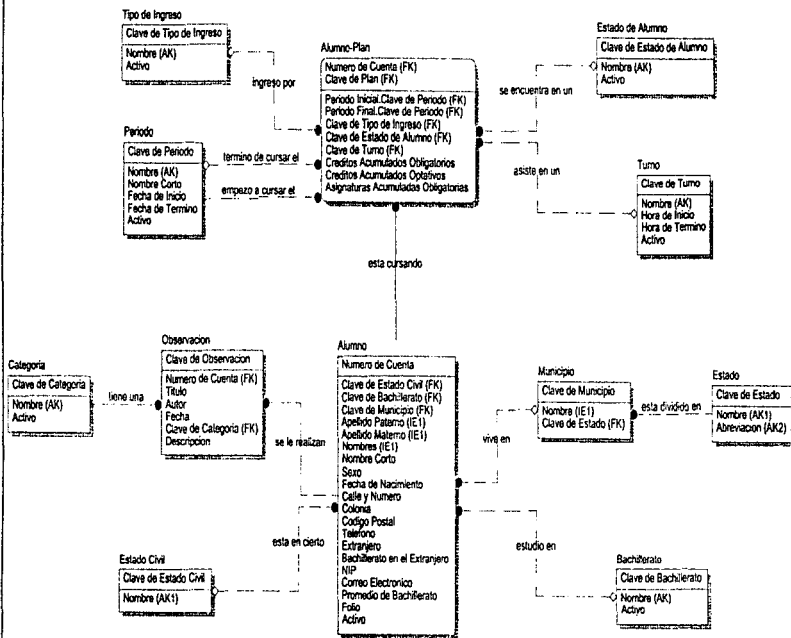 Tipo de Ingreso
Clave de Tipo de Ingreso
Nombre (AK)
Activo
ingreso por
Periodo
Clave de Periodo
Nombre (AK)
Nombre Corto
Fecha de Inicio
Fecha de Termino
Activo
termino de cursar el
empezo a cursar el
Alumno-Plan
Numero de Cuenta (FK)
Clave de Plan (FK)
Periodo Inicial.Clave de Periodo (FK)
Periodo Final.Clave de Periodo (FK)
Clave de Tipo de Ingreso (FK)
Clave de Estado de Alumno (FK)
Clave de Turno (FK)
Creditos Acumulados Obligatorios
Creditos Acumulados Optativos
Asignaturas Acumuladas Obligatorias
se encuentra en un
Estado de Alumno
Clave de Estado de Alumno
Nombre (AK)
Activo
asiste en un
Turno
Clave de Turno
Nombre (AK)
Hora de Inicio
Hora de Termino
Activo
esta cursando
Categoria
Clave de Categoria
Nombre (AK)
Activo
tiene una
Observacion
Clave de Observacion
Numero de Cuenta (FK)
Titulo
Autor
Fecha
Clave de Categoria (FK)
Descripcion
se le realizan
Estado Civil
Clave de Estado Civil
Nombre (AK1)
esta en cierto
Alumno
Numero de Cuenta
Clave de Estado Civil (FK)
Clave de Bachillerato (FK)
Clave de Municipio (FK)
Apellido Paterno (IE1)
Apellido Materno (IE1)
Nombres (IE1)
Nombre Corto
Sexo
Fecha de Nacimiento
Calle y Numero
Colonia
Codigo Postal
Telefono
Extranjero
Bachillerato en el Extranjero
NIP
Correo Electronico
Promedio de Bachillerato
Folio
Activo
vive en
Municipio
Clave de Municipio
Nombre (IE1)
Clave de Estado (FK)
esta dividido en
Estado
Clave de Estado
Nombre (AK1)
Abreviacion (AK2)
estudio en
Bachillerato
Clave de Bachillerato
Nombre (AK)
Activo